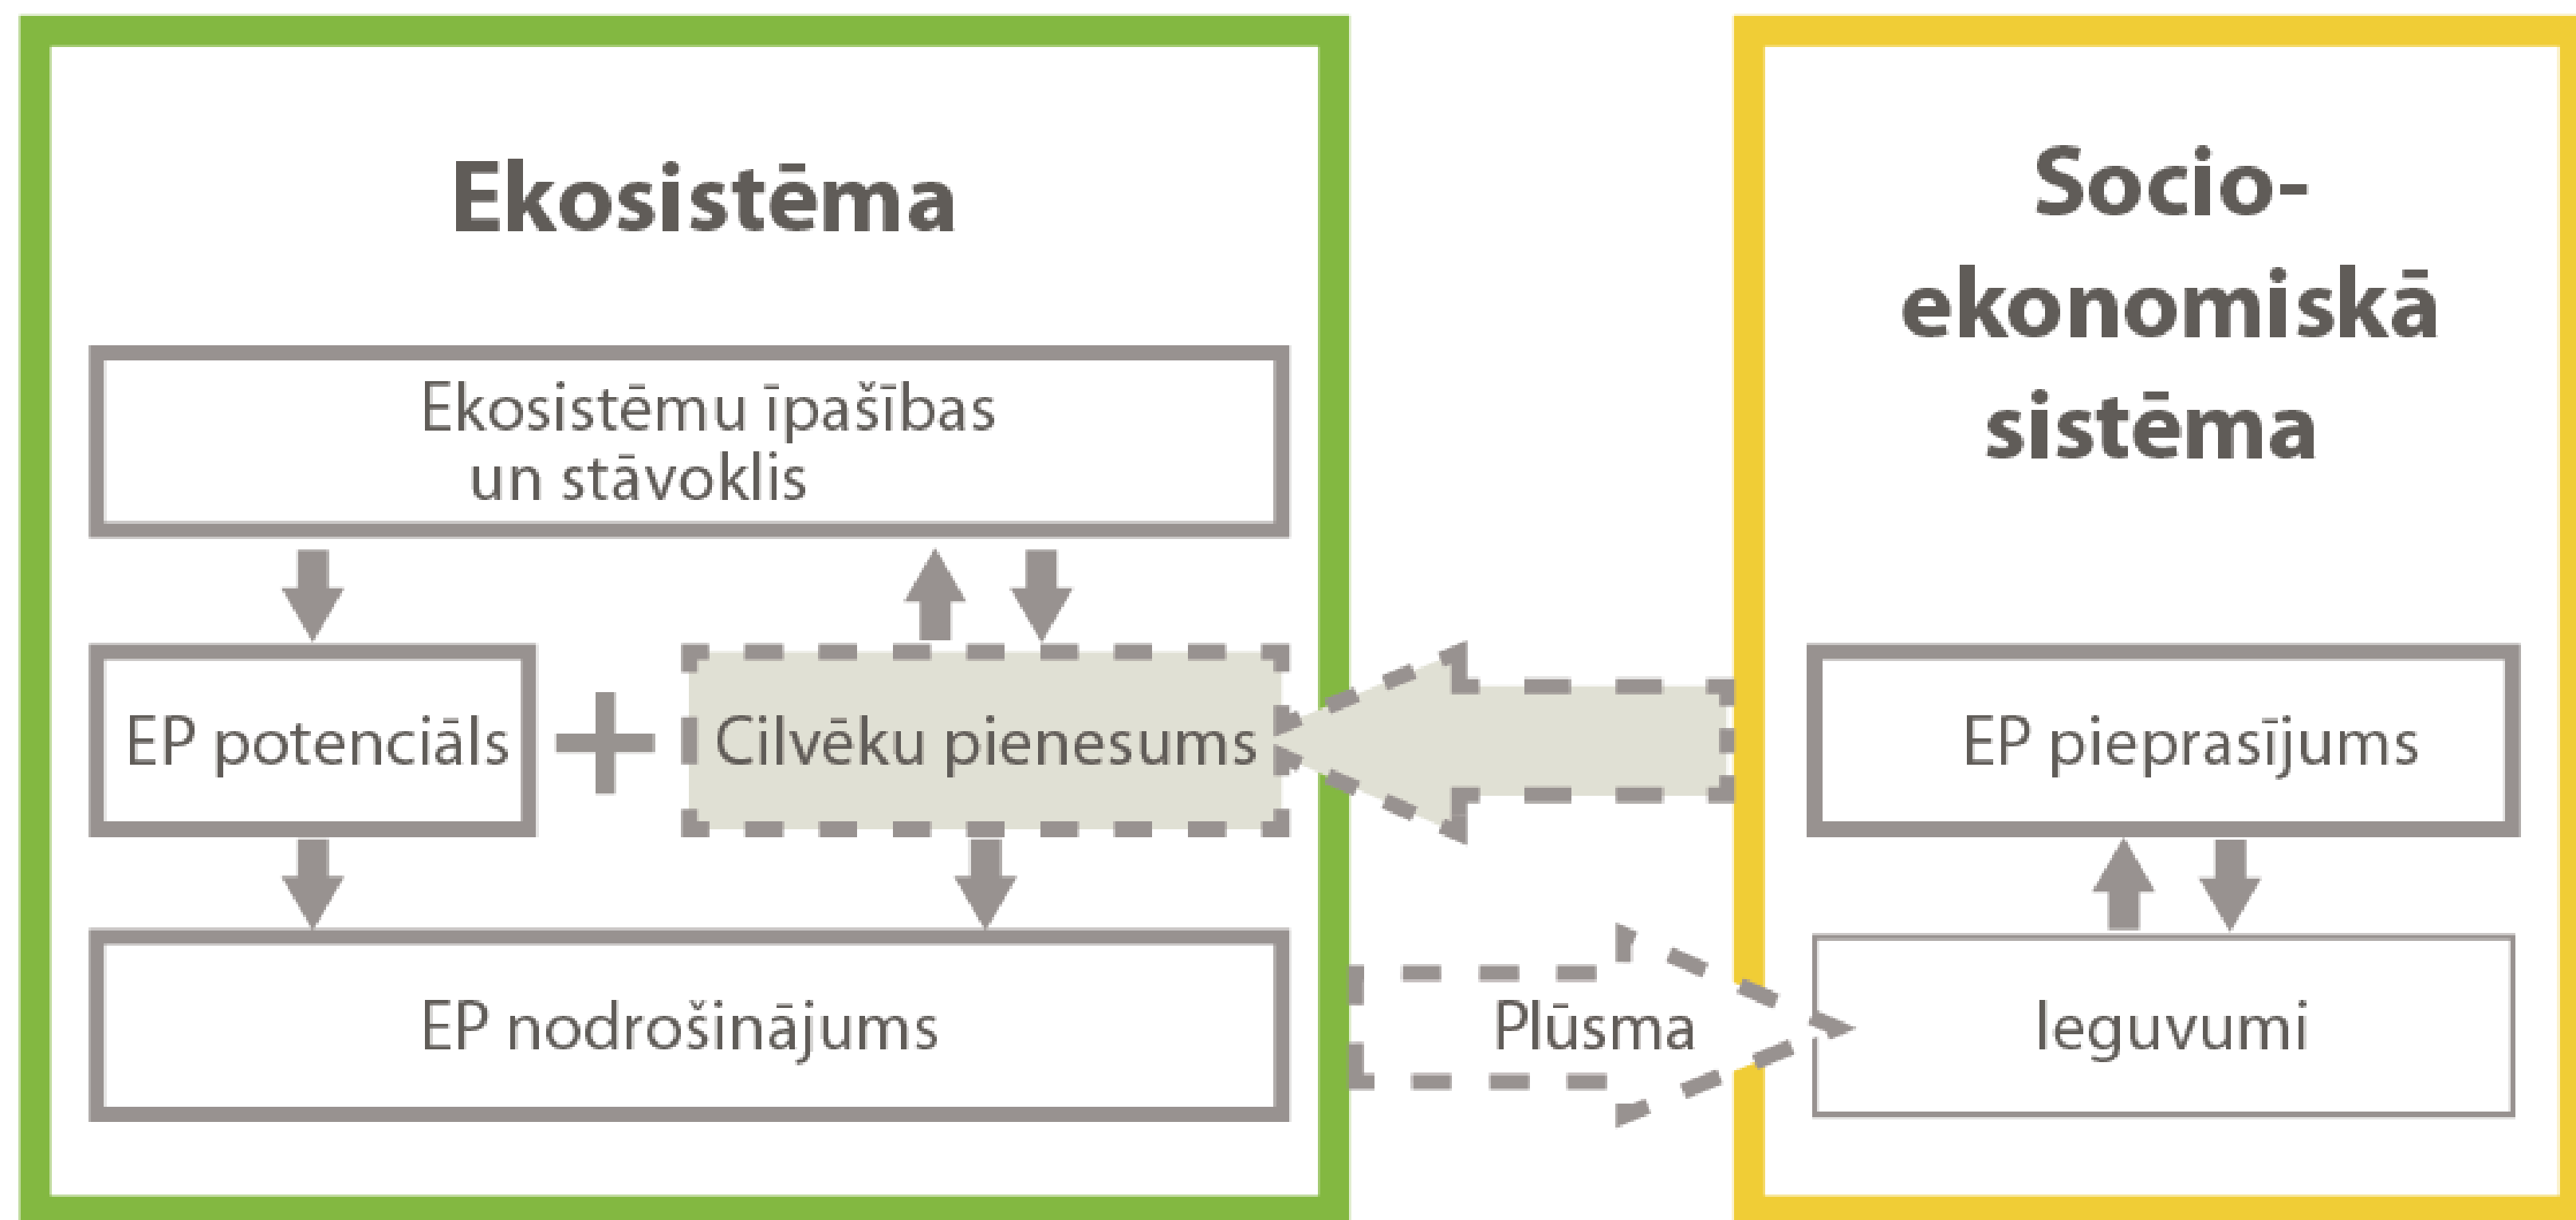 Ekosistēma
Ekosistēmu īpašības
un stāvoklis
EP potenciāls
+
Cilvēku pienesums
EP nodrošinājums
Plūsma
Socio-
ekonomiskā
sistēma
EP pieprasījums
Ieguvumi